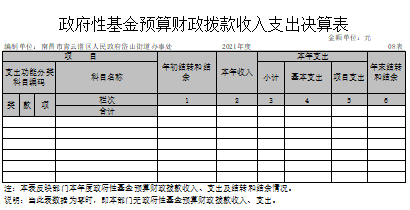 政府性基金预算财政拨款收入支出决算表
金额单位：元
编制单位：南昌市青云谱区人民政府岱山街道办事处 2021年度 08表
项 目 年初结转和结余 本年收入 本年支出 年末结转和结余
支出功能分类科目编码 科目名称 小计 基本支出 项目支出
类 款 项 栏次 1 2 3 4 5 6
合计
注：本表反映部门本年度政府性基金预算财政拨款收入、支出及结转和结余情况。
说明：当此表数据为零时，即本部门无政府性基金预算财政拨款收入、支出。